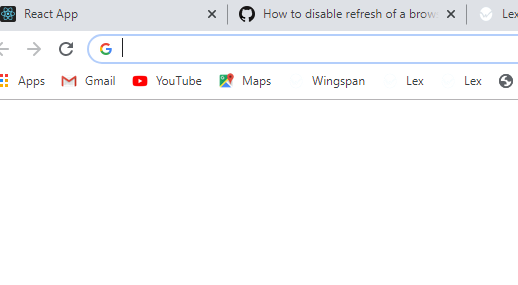 React App How to disable refresh of a brow Lex
Apps Gmail YouTube Maps Wingspan Lex Lex